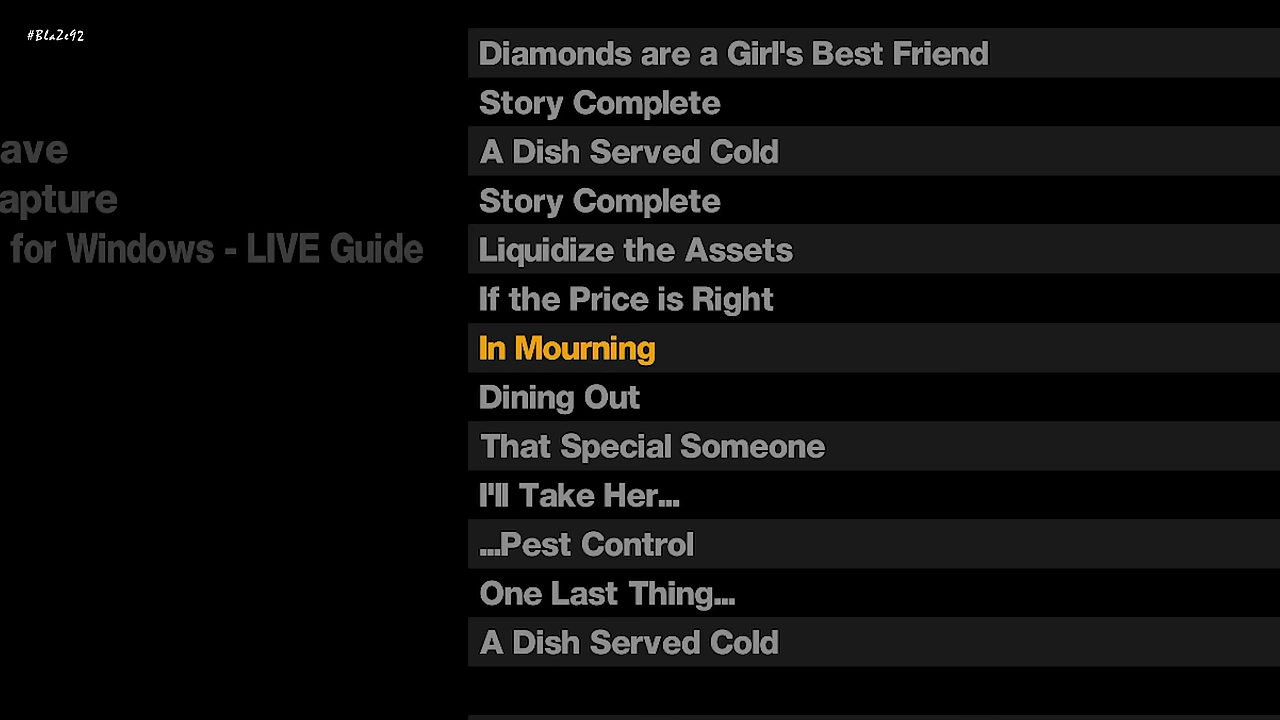 #BlaZe92
Diamonds are a Girl's Best Friend
Story Complete
ave
A Dish Served Cold
apture
Story Complete
for Windows - LIVE Guide
Liquidize the Assets
If the Price is Right
In Mourning
Dining Out
That Special Someone
I'll Take Her...
...Pest Control
One Last Thing...
A Dish Served Cold